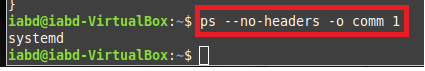 }
iabd@iabd-VirtualBox:~$ ps --no-headers -o comm 1
systemd
iabd@iabd-VirtualBox:~$